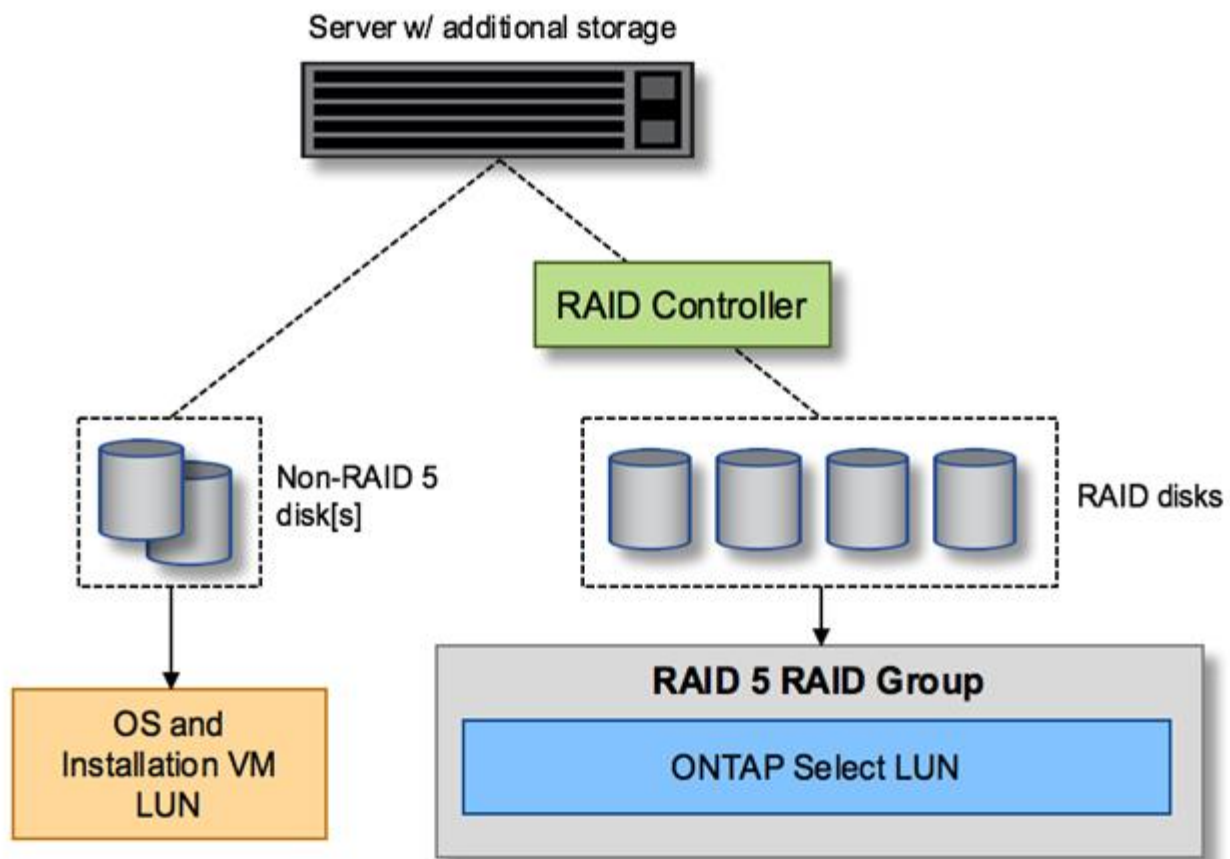 Server w/ additional storage
RAID Controller
Non-RAID 5
disk[s]
RAID disks
OS and
Installation VM
LUN
RAID 5 RAID Group
ONTAP Select LUN